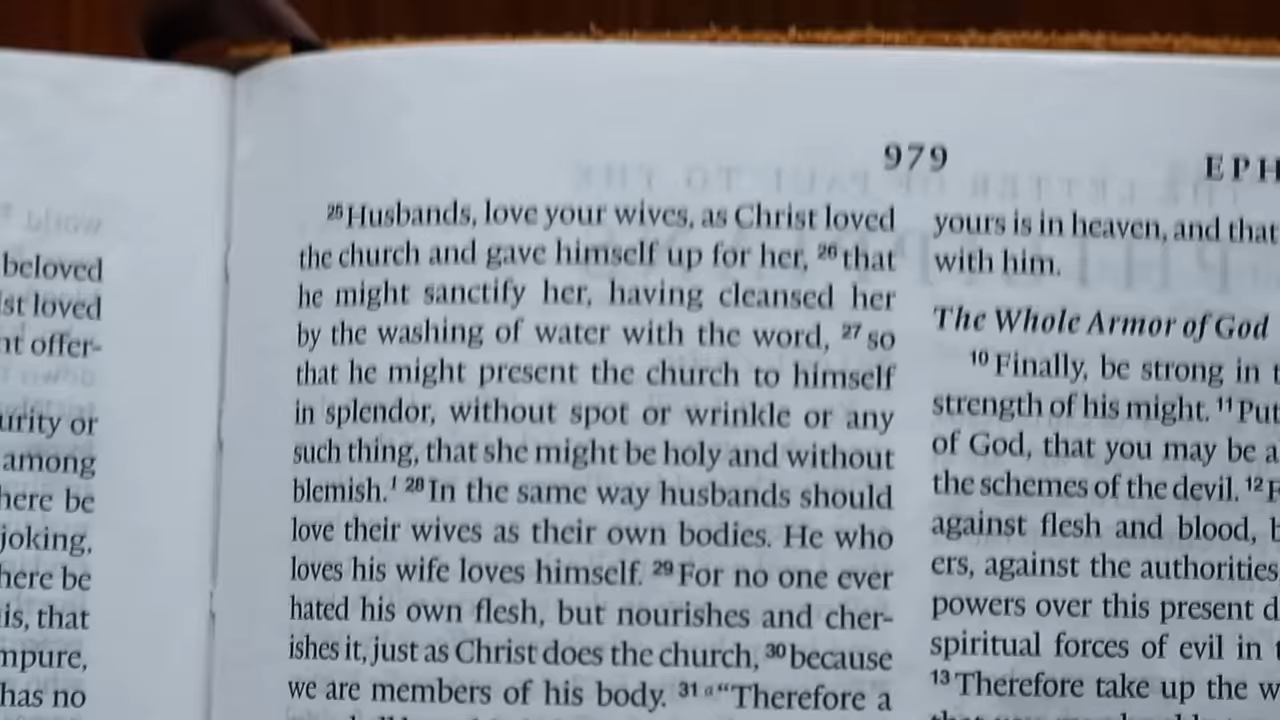 beloved
st loved
nt offer-
urity or
among
here be
joking,
here be
is, that
mpure,
has no
979
EPH
²⁵Husbands, love your wives, as Christ loved
the church and gave himself up for her, ²⁶that
he might sanctify her, having cleansed her
by the washing of water with the word, ²⁷so
that he might present the church to himself
in splendor, without spot or wrinkle or any
such thing, that she might be holy and without
blemish.¹ ²⁸In the same way husbands should
love their wives as their own bodies. He who
loves his wife loves himself. ²⁹For no one ever
hated his own flesh, but nourishes and cher-
ishes it, just as Christ does the church, ³⁰because
we are members of his body. ³¹ ᵃ“Therefore a
yours is in heaven, and that
with him.
The Whole Armor of God
¹⁰Finally, be strong in t
strength of his might. ¹¹Put
of God, that you may be a
the schemes of the devil. ¹²F
against flesh and blood, b
ers, against the authorities
powers over this present d
spiritual forces of evil in t
¹³Therefore take up the w